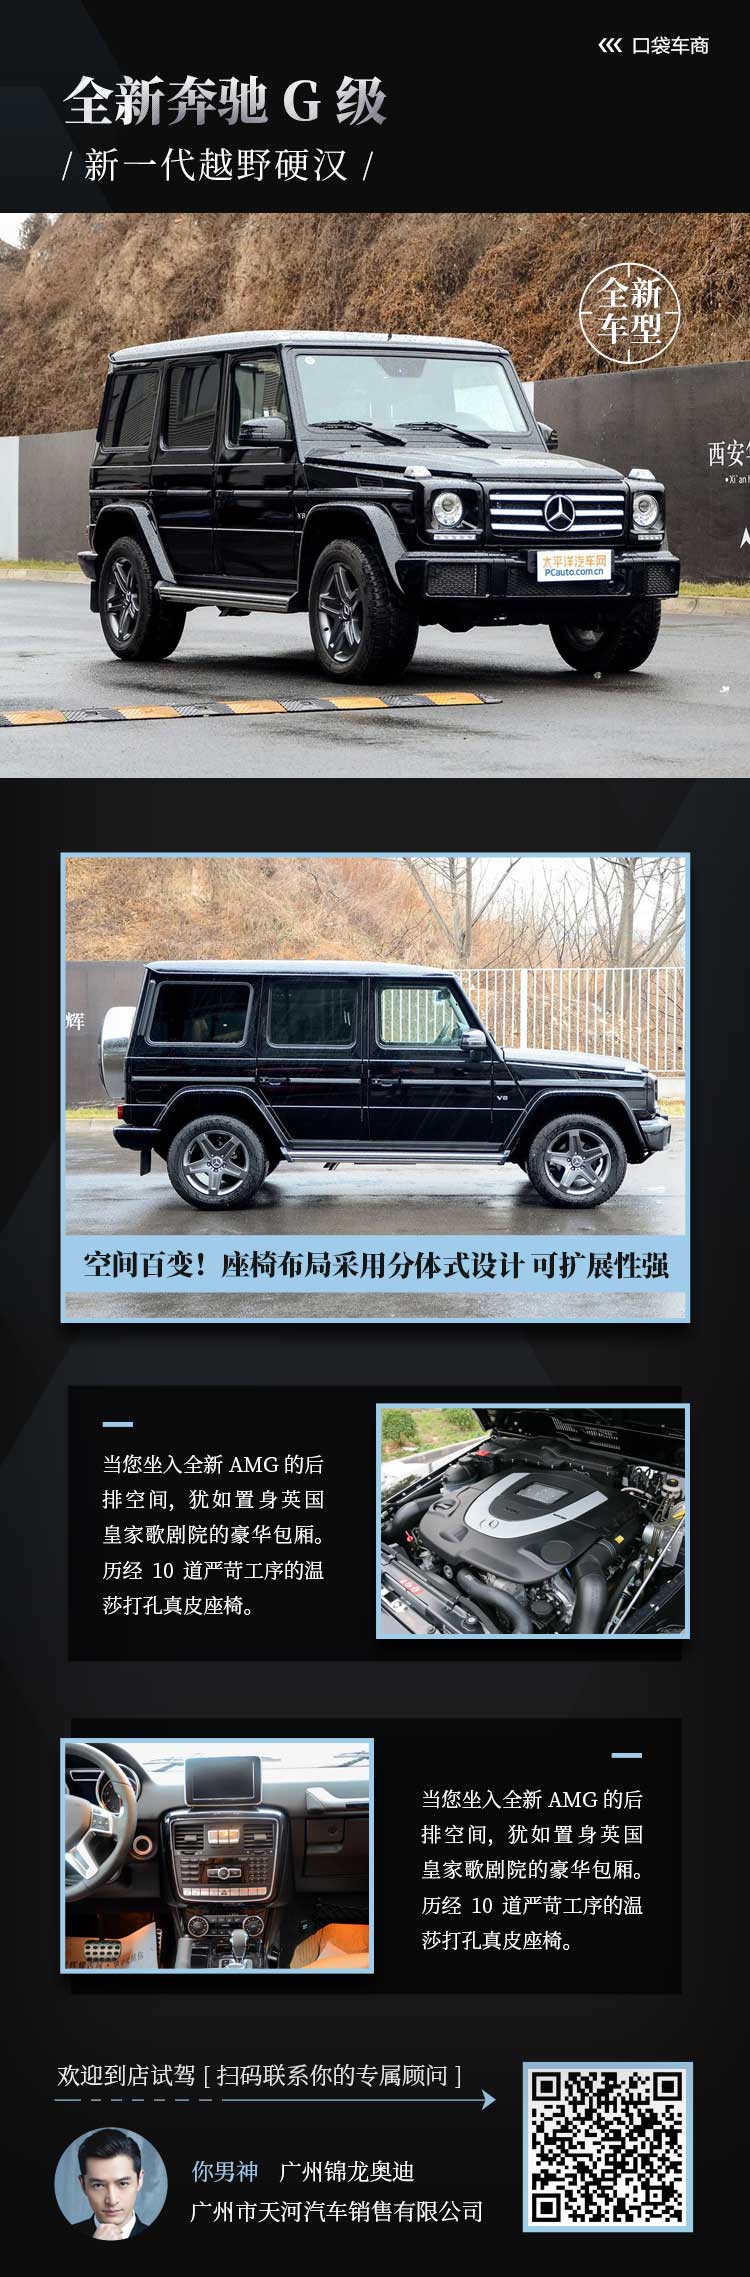 口袋车商
全新奔驰 G 级
/ 新一代越野硬汉 /
全新
车型
西安
V8
太平洋汽车网
PCauto.com.cn
辉
V8
空间百变！座椅布局采用分体式设计 可扩展性强
当您坐入全新 AMG 的后
排空间，犹如置身英国
皇家歌剧院的豪华包厢。
历经 10 道严苛工序的温
莎打孔真皮座椅。
当您坐入全新 AMG 的后
排空间，犹如置身英国
皇家歌剧院的豪华包厢。
历经 10 道严苛工序的温
莎打孔真皮座椅。
欢迎到店试驾 [ 扫码联系你的专属顾问 ]
你男神 广州锦龙奥迪
广州市天河汽车销售有限公司